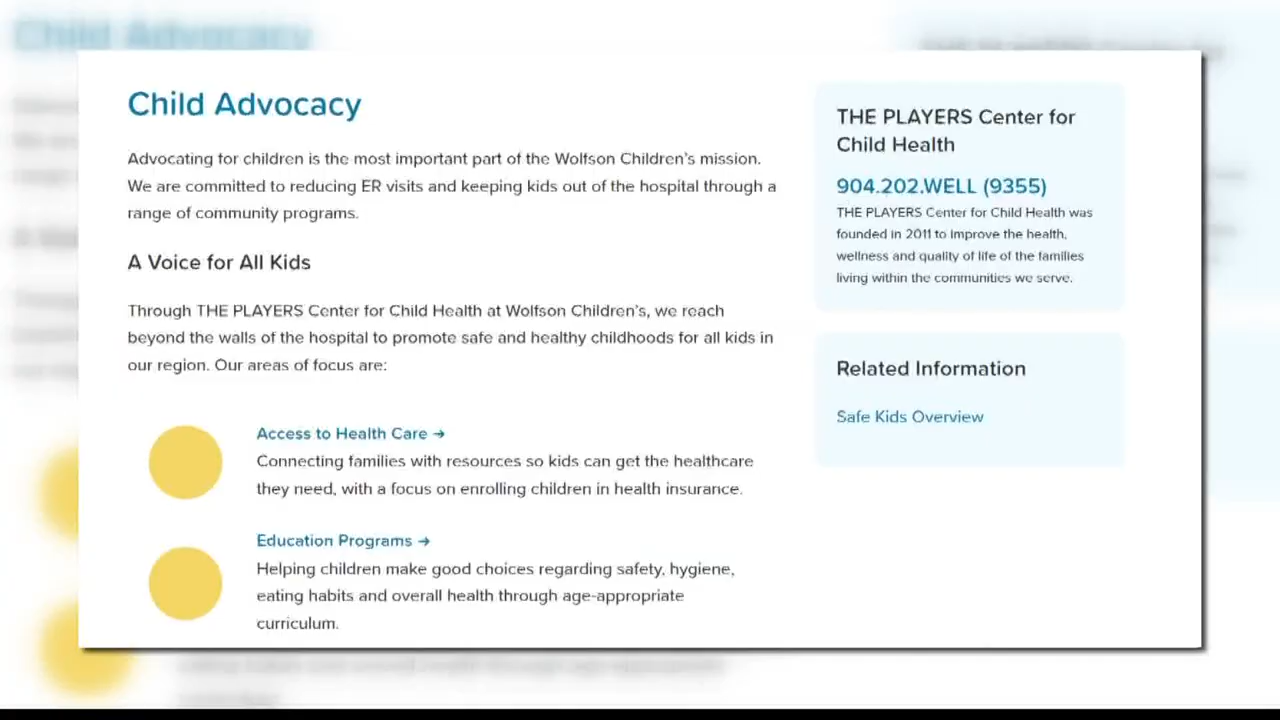 Child Advocacy
Advocating for children is the most important part of the Wolfson Children's mission.
We are committed to reducing ER visits and keeping kids out of the hospital through a
range of community programs.
A Voice for All Kids
Through THE PLAYERS Center for Child Health at Wolfson Children's, we reach
beyond the walls of the hospital to promote safe and healthy childhoods for all kids in
our region. Our areas of focus are:
Access to Health Care →
Connecting families with resources so kids can get the healthcare
they need, with a focus on enrolling children in health insurance.
Education Programs →
Helping children make good choices regarding safety, hygiene,
eating habits and overall health through age-appropriate
curriculum.
THE PLAYERS Center for
Child Health
904.202.WELL (9355)
THE PLAYERS Center for Child Health was
founded in 2011 to improve the health,
wellness and quality of life of the families
living within the communities we serve.
Related Information
Safe Kids Overview